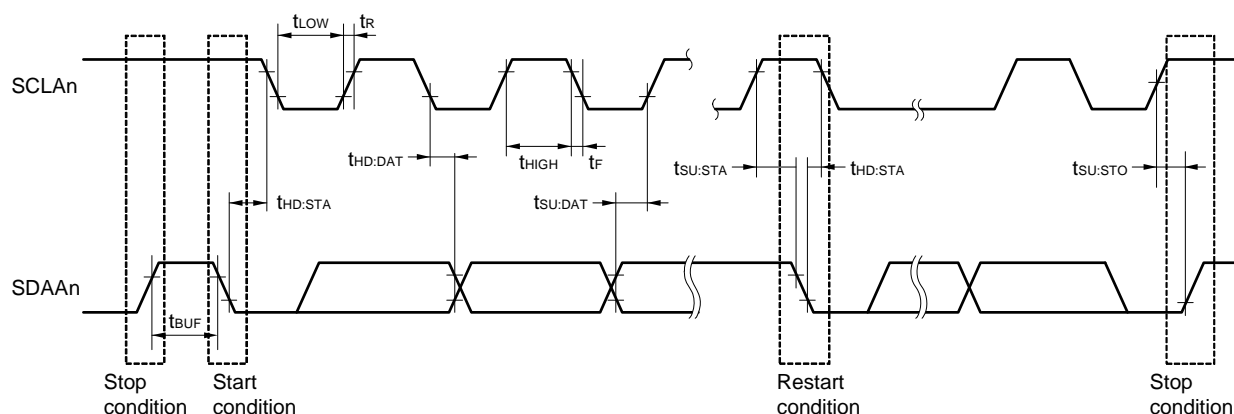 tLOW
tR
SCLAn
tHD:DAT
tHIGH
tF
tSU:STA
tHD:STA
tSU:STO
tHD:STA
tSU:DAT
SDAAn
tBUF
Stop
condition
Start
condition
Restart
condition
Stop
condition